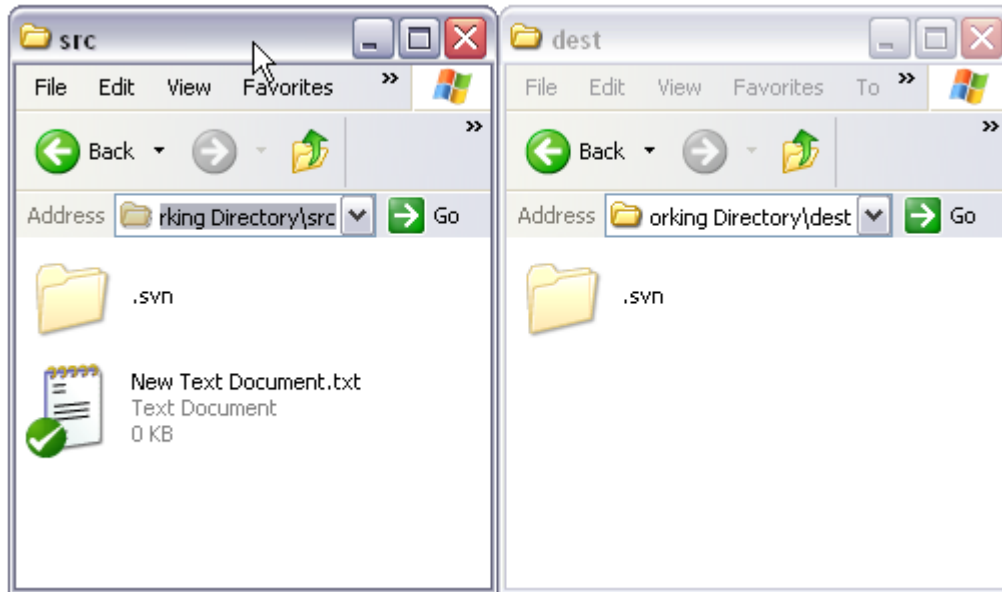 src
File Edit View Favorites »
Back »
Address rking Directory\src Go
.svn
New Text Document.txt
Text Document
0 KB
dest
File Edit View Favorites To »
Back »
Address orking Directory\dest Go
.svn